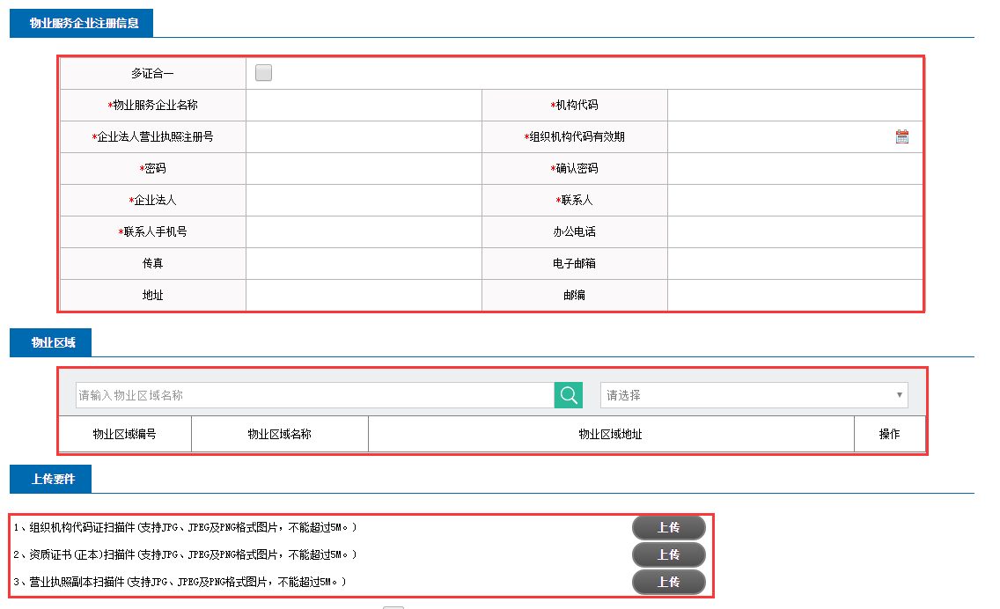 物业服务企业注册信息
多证合一
*物业服务企业名称 *机构代码
*企业法人营业执照注册号 *组织机构代码有效期
*密码 *确认密码
*企业法人 *联系人
*联系人手机号 办公电话
传真 电子邮箱
地址 邮编
物业区域
请输入物业区域名称 请选择
物业区域编号 物业区域名称 物业区域地址 操作
上传要件
1、组织机构代码证扫描件(支持JPG、JPEG及PNG格式图片，不能超过5M。) 上传
2、资质证书(正本)扫描件(支持JPG、JPEG及PNG格式图片，不能超过5M。) 上传
3、营业执照副本扫描件(支持JPG、JPEG及PNG格式图片，不能超过5M。) 上传